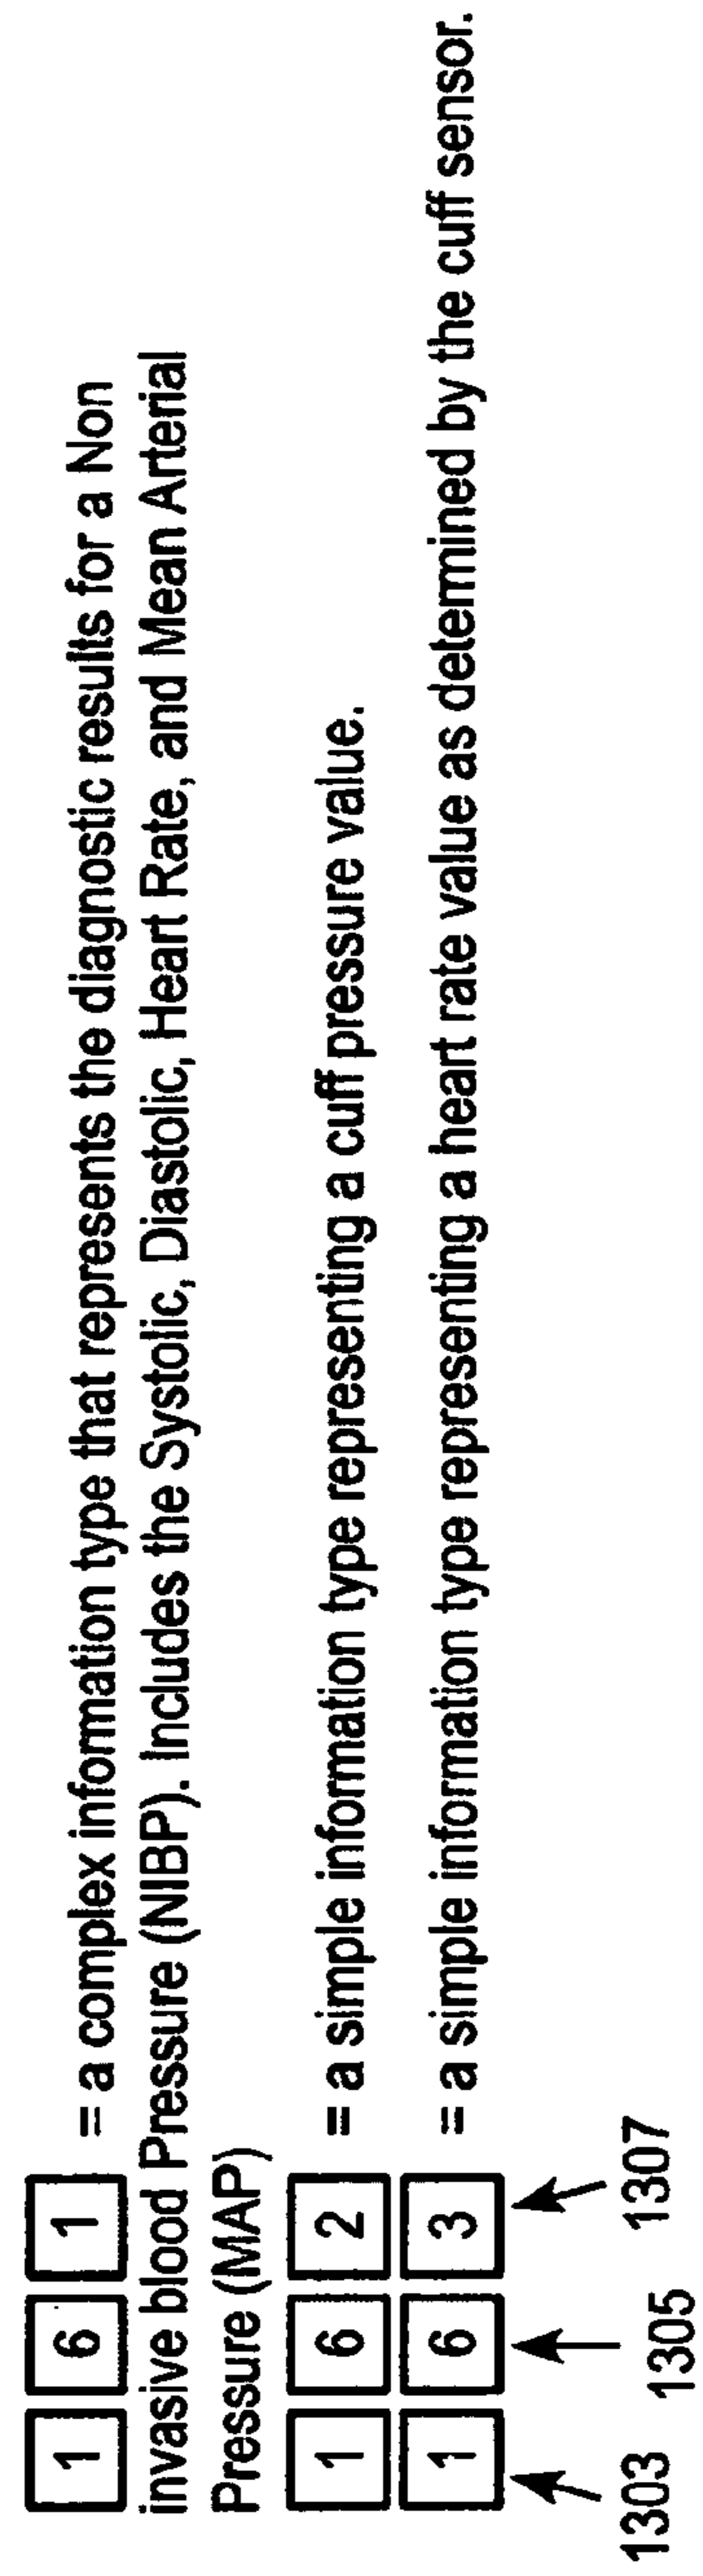 1 6 1 = a complex information type that represents the diagnostic results for a Non
invasive blood Pressure (NIBP). Includes the Systolic, Diastolic, Heart Rate, and Mean Arterial
Pressure (MAP)
1 6 2 = a simple information type representing a cuff pressure value.
1 6 3 = a simple information type representing a heart rate value as determined by the cuff sensor.
1303 1305 1307